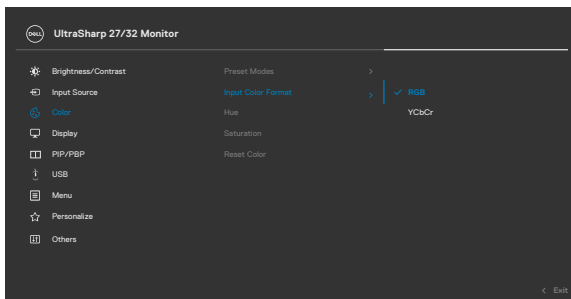 DELL UltraSharp 27/32 Monitor
Brightness/Contrast Preset Modes >
Input Source Input Color Format > ✓ RGB
Color Hue YCbCr
Display Saturation
PIP/PBP Reset Color
USB
Menu
Personalize
Others
< Exit